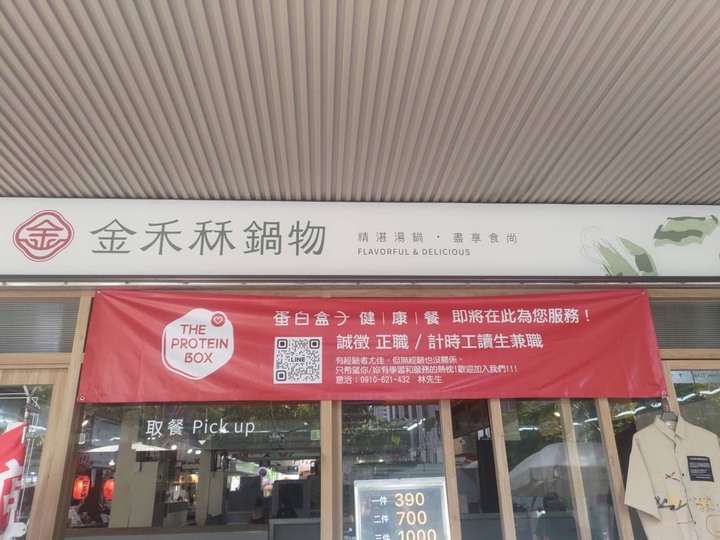 金
金禾秝鍋物
精湛湯鍋・盡享食尚
FLAVORFUL & DELICIOUS
THE
PROTEIN
BOX
蛋白盒子 健|康|餐 即將在此為您服務！
誠徵 正職 / 計時工讀生兼職
LINE
有經驗者尤佳，但無經驗也沒關係，
只希望你/妳有學習和服務的熱忱!歡迎加入我們!!!
意洽：0910-621-432 林先生
取餐 Pick up
一件 390
二件 700
三件 1000